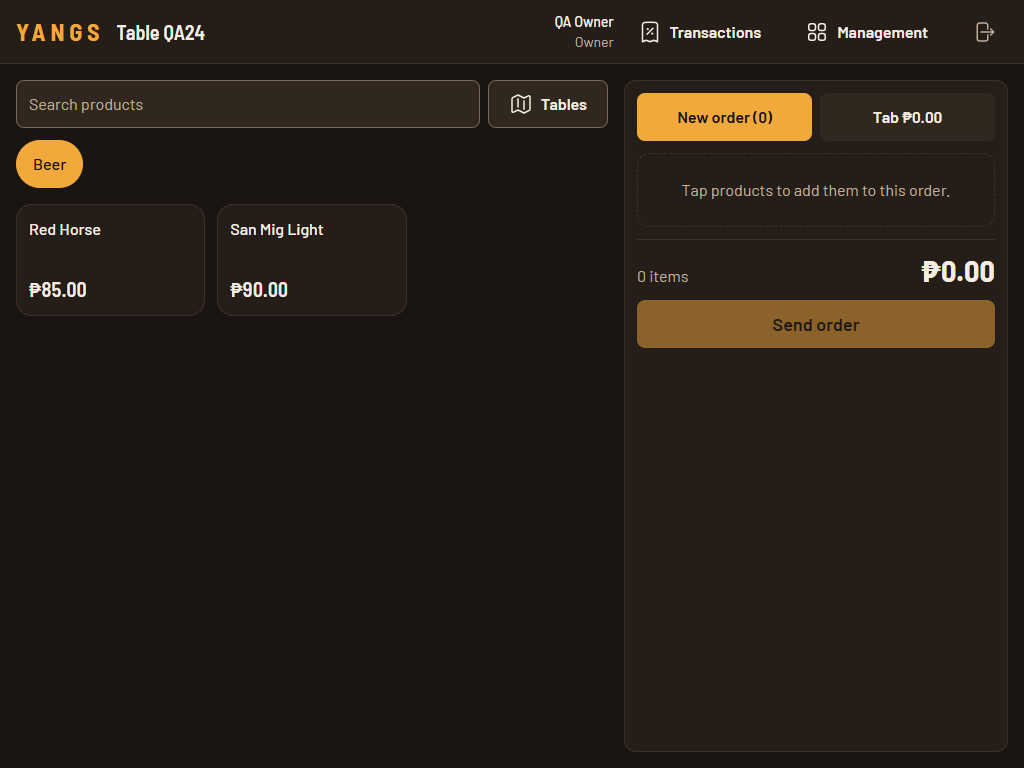 YANGS Table QA24
QA Owner
Owner
Transactions
Management
Search products
Tables
Beer
Red Horse
₱85.00
San Mig Light
₱90.00
New order (0)
Tab ₱0.00
Tap products to add them to this order.
0 items
₱0.00
Send order